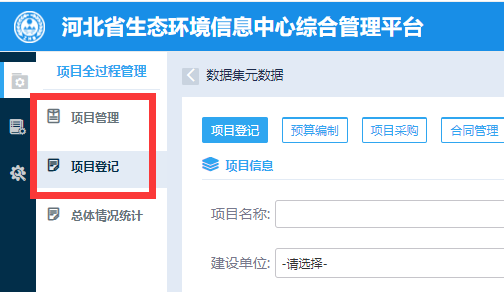 河北省生态环境信息中心综合管理平台
项目全过程管理
数据集元数据
项目管理
项目登记
总体情况统计
项目登记 预算编制 项目采购 合同管理
项目信息
项目名称:
建设单位: -请选择-